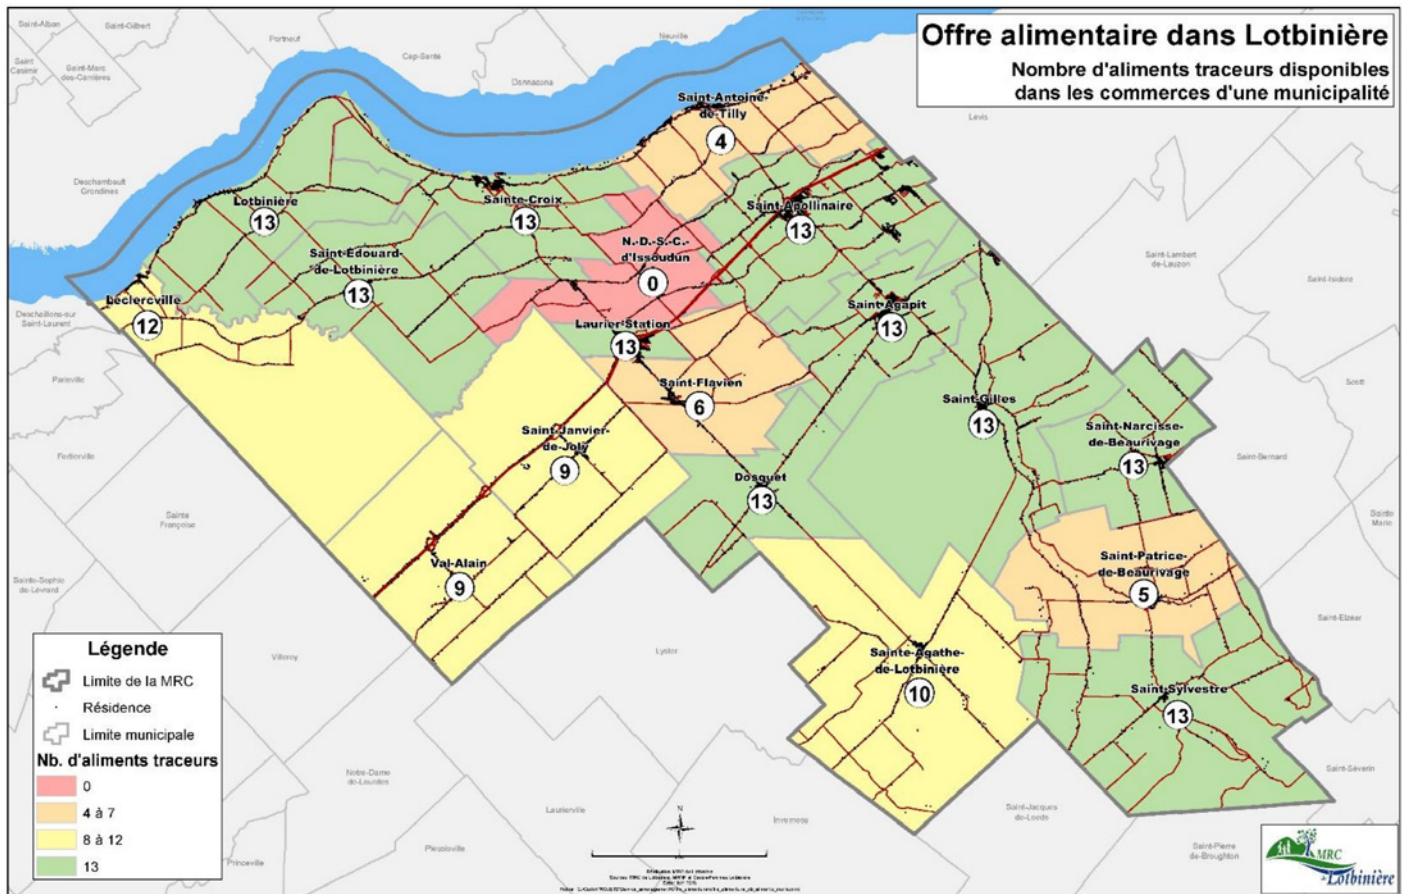 Offre alimentaire dans Lotbinière
Nombre d'aliments traceurs disponibles
dans les commerces d'une municipalité
Saint-Alban
Saint-Gilbert
Portneuf
Cap-Santé
Neuville
Saint
Casimir
Saint-Marc
des-Carrières
Donnacona
Levis
Deschambault
Grondines
Saint-Antoine-
de-Tilly
4
Lotbinière
13
Sainte-Croix
13
Saint-Apollinaire
13
Saint-Édouard-
de-Lotbinière
13
N.-D.-S.-C.-
d'Issoudun
0
Saint-Lambert
de-Lauzon
Saint-Isidore
Leclercville
12
Deschaillons-sur
Saint-Laurent
Laurier-Station
13
Saint-Agapit
13
Parisville
Saint-Flavien
6
Saint-Gilles
13
Scott
Saint-Janvier-
de-Joly
9
Saint-Narcisse-
de-Beaurivage
13
Fortierville
Saint-Bernard
Dosquet
13
Sainte
Françoise
Sainte
Marie
Val-Alain
9
Saint-Patrice-
de-Beaurivage
5
Sainte-Sophie
de-Levrard
Saint-Elzéar
Villeroy
Lyster
Sainte-Agathe-
de-Lotbinière
10
Saint-Sylvestre
13
Légende
Limite de la MRC
Résidence
Limite municipale
Nb. d'aliments traceurs
0
4 à 7
8 à 12
13
Notre-Dame
de-Lourdes
Laurierville
Inverness
Saint-Jacques
de-Leeds
Saint-Séverin
Princeville
Plessisville
N
Saint-Pierre
de-Broughton
MRC
de Lotbinière